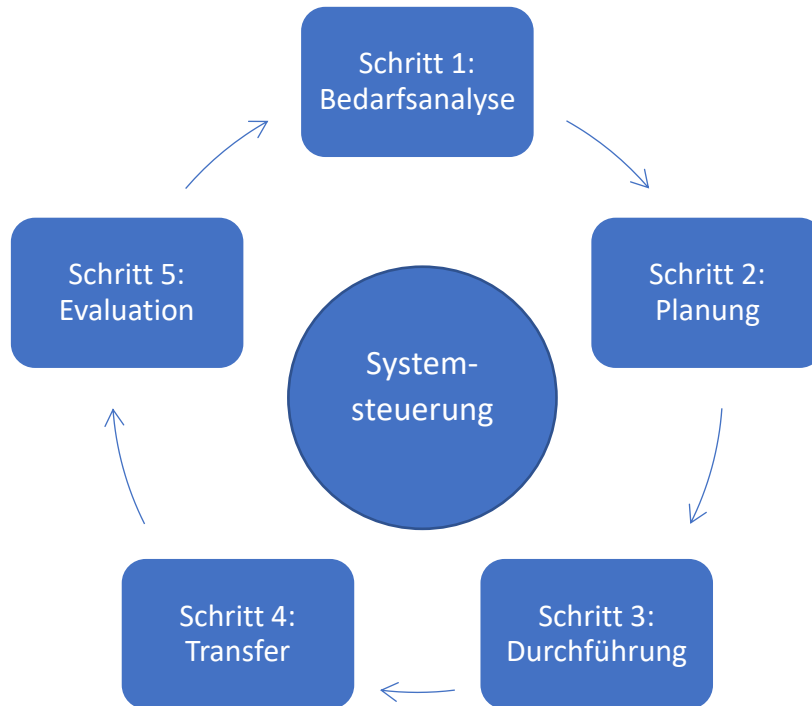 Schritt 1:
Bedarfsanalyse
Schritt 2:
Planung
Schritt 3:
Durchführung
Schritt 4:
Transfer
Schritt 5:
Evaluation
System-
steuerung